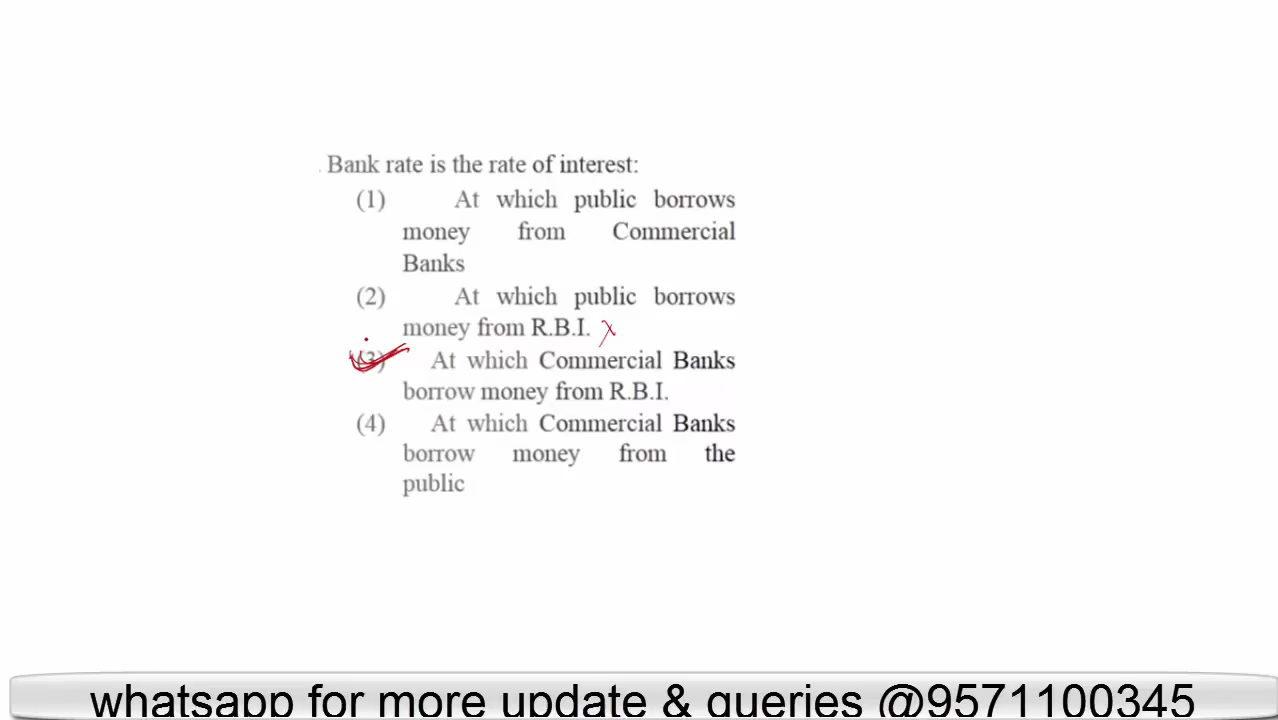 Bank rate is the rate of interest:
(1) At which public borrows
money from Commercial
Banks
(2) At which public borrows
money from R.B.I. x
(3) At which Commercial Banks
borrow money from R.B.I.
(4) At which Commercial Banks
borrow money from the
public
whatsapp for more update & queries @9571100345